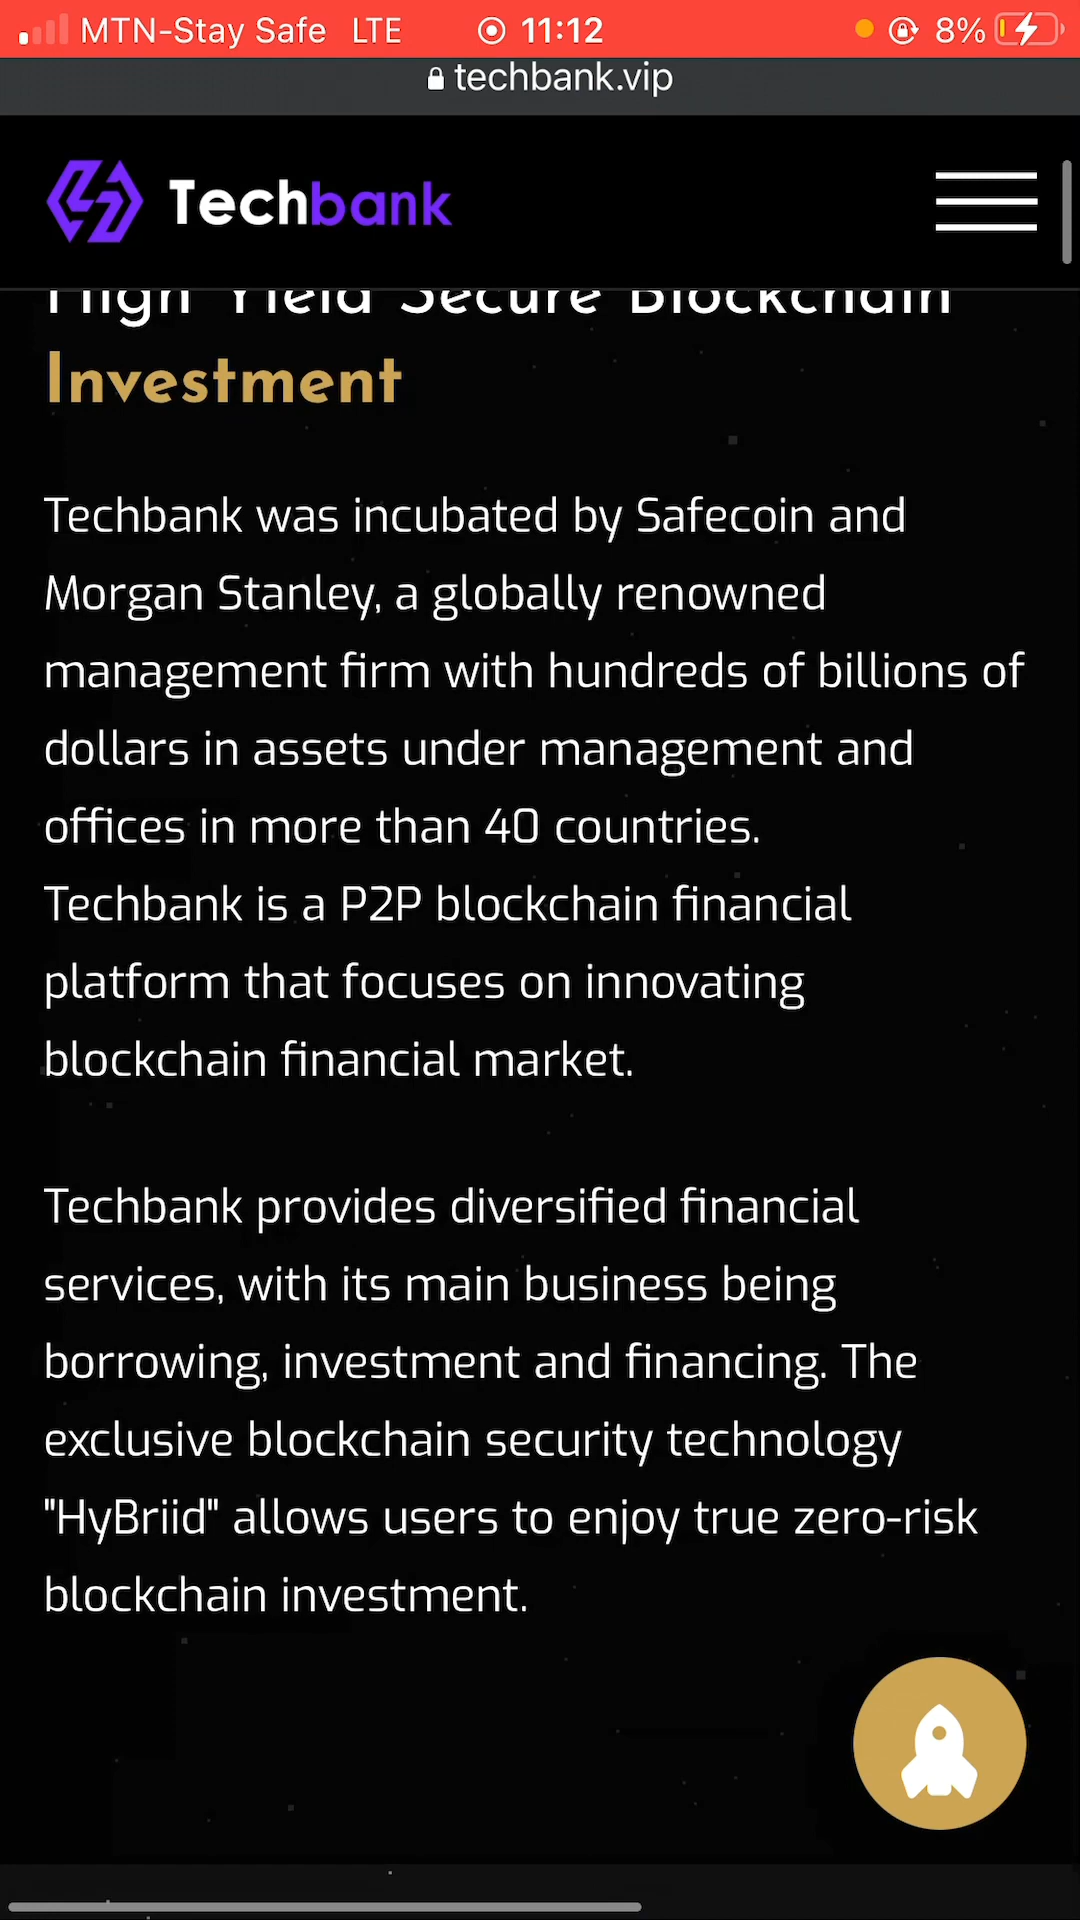 MTN-Stay Safe LTE 11:12 8%
techbank.vip
Techbank
High Yield Secure Blockchain
Investment
Techbank was incubated by Safecoin and
Morgan Stanley, a globally renowned
management firm with hundreds of billions of
dollars in assets under management and
offices in more than 40 countries.
Techbank is a P2P blockchain financial
platform that focuses on innovating
blockchain financial market.
Techbank provides diversified financial
services, with its main business being
borrowing, investment and financing. The
exclusive blockchain security technology
"HyBriid" allows users to enjoy true zero-risk
blockchain investment.